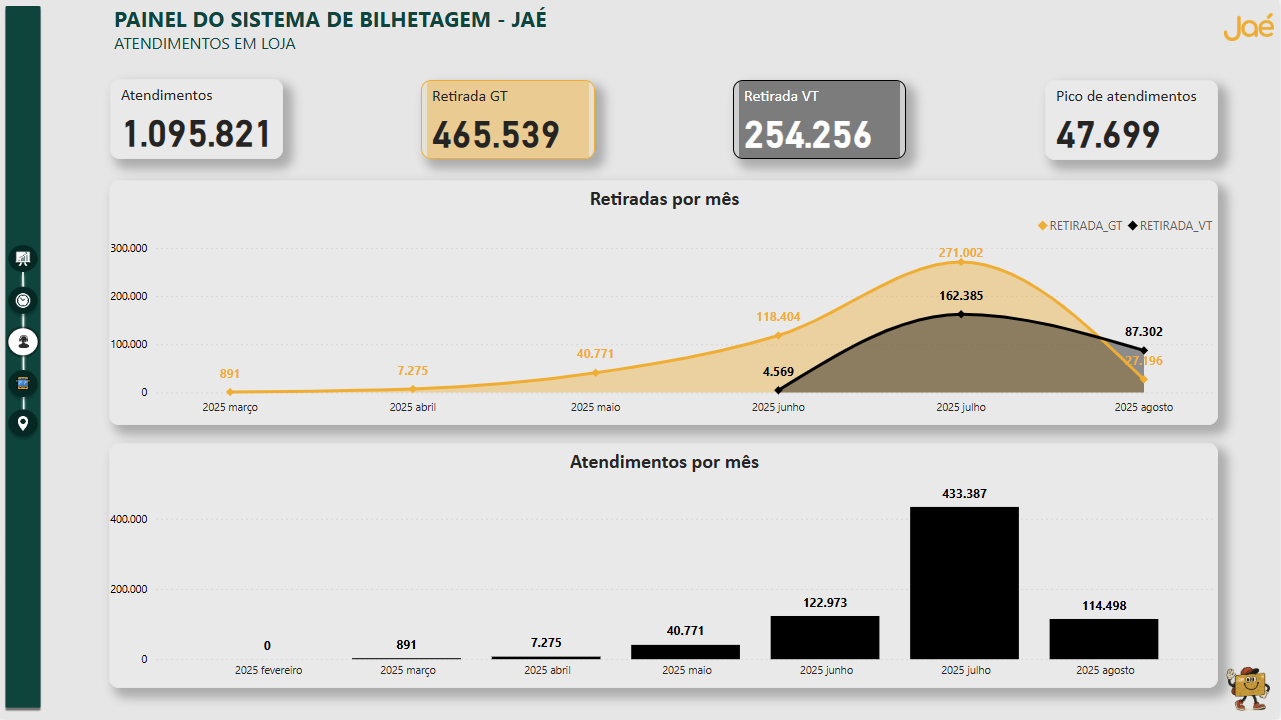 PAINEL DO SISTEMA DE BILHETAGEM - JAÉ
ATENDIMENTOS EM LOJA
Jaé
Atendimentos
1.095.821
Retirada GT
465.539
Retirada VT
254.256
Pico de atendimentos
47.699
Retiradas por mês
RETIRADA_GT RETIRADA_VT
300.000
200.000
100.000
0
891
7.275
40.771
118.404
271.002
27.196
4.569
162.385
87.302
2025 março 2025 abril 2025 maio 2025 junho 2025 julho 2025 agosto
Atendimentos por mês
400.000
200.000
0
0
891
7.275
40.771
122.973
433.387
114.498
2025 fevereiro 2025 março 2025 abril 2025 maio 2025 junho 2025 julho 2025 agosto